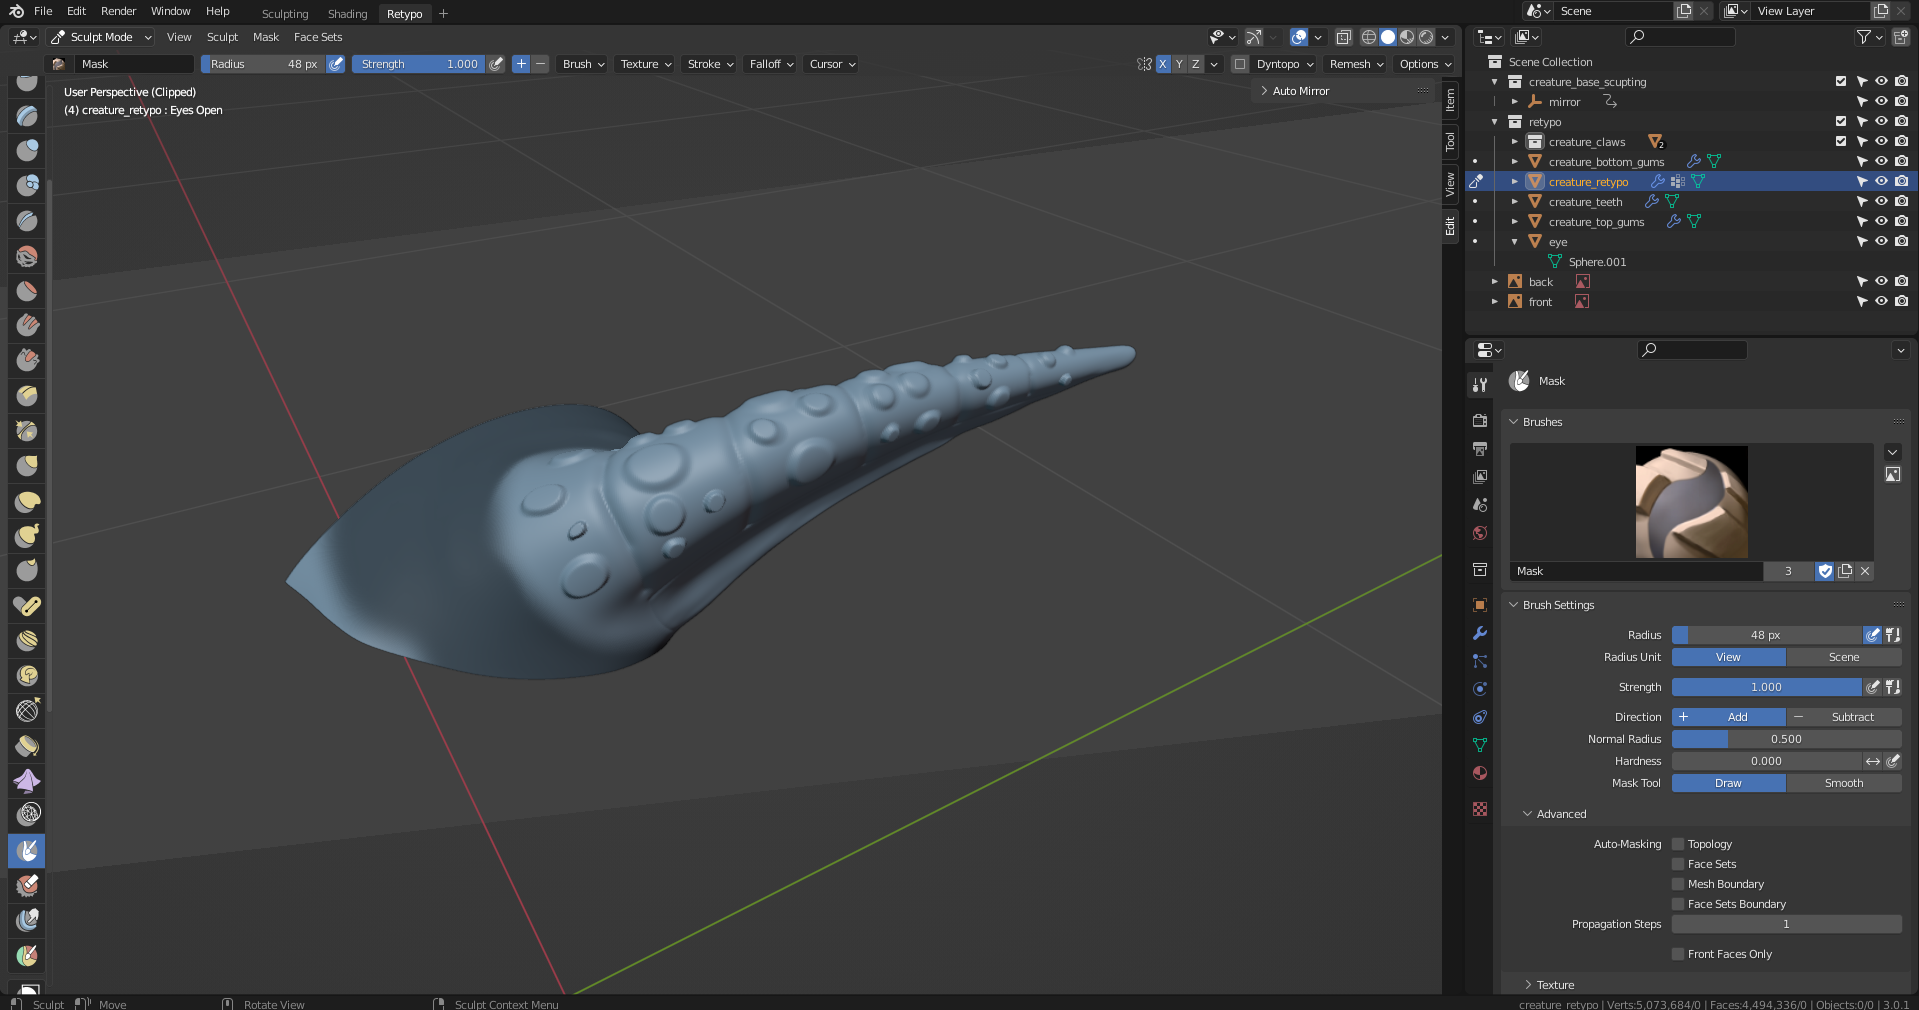 File Edit Render Window Help Sculpting Shading Retypo + Scene View Layer
Sculpt Mode View Sculpt Mask Face Sets
Mask Radius 48 px Strength 1.000 + − Brush Texture Stroke Falloff Cursor X Y Z Dyntopo Remesh Options
User Perspective (Clipped)
(4) creature_retypo : Eyes Open
Auto Mirror
Item
Tool
View
Edit
Scene Collection
creature_base_scupting
mirror
retypo
creature_claws 2
creature_bottom_gums
creature_retypo
creature_teeth
creature_top_gums
eye
Sphere.001
back
front
Mask
Brushes
Mask 3
Brush Settings
Radius 48 px
Radius Unit View Scene
Strength 1.000
Direction + Add − Subtract
Normal Radius 0.500
Hardness 0.000
Mask Tool Draw Smooth
Advanced
Auto-Masking Topology
Face Sets
Mesh Boundary
Face Sets Boundary
Propagation Steps 1
Front Faces Only
Texture
Sculpt Move Rotate View Sculpt Context Menu creature_retypo | Verts:5,073,684/0 | Faces:4,494,336/0 | Objects:0/0 | 3.0.1